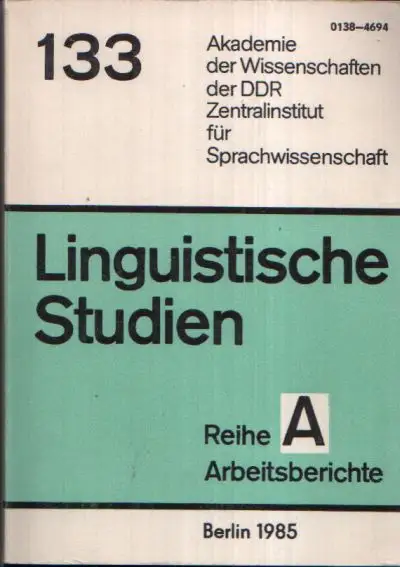 0138—4694
133
Akademie
der Wissenschaften
der DDR
Zentralinstitut
für
Sprachwissenschaft
Linguistische
Studien
Reihe A
Arbeitsberichte
Berlin 1985